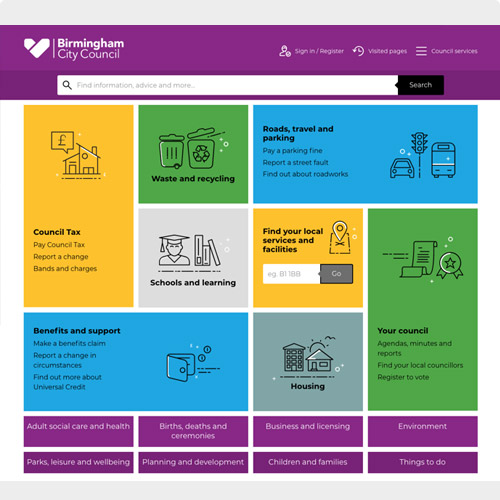 Birmingham
City Council
Sign in / Register
Visited pages
Council services
Find information, advice and more...
Search
£
Council Tax
Pay Council Tax
Report a change
Bands and charges
Waste and recycling
Roads, travel and
parking
Pay a parking fine
Report a street fault
Find out about roadworks
Schools and learning
Find your local
services and
facilities
eg. B1 1BB
Go
Your council
Agendas, minutes and
reports
Find your local councillors
Register to vote
Benefits and support
Make a benefits claim
Report a change in
circumstances
Find out more about
Universal Credit
Housing
Adult social care and health
Births, deaths and
ceremonies
Business and licensing
Environment
Parks, leisure and wellbeing
Planning and development
Children and families
Things to do